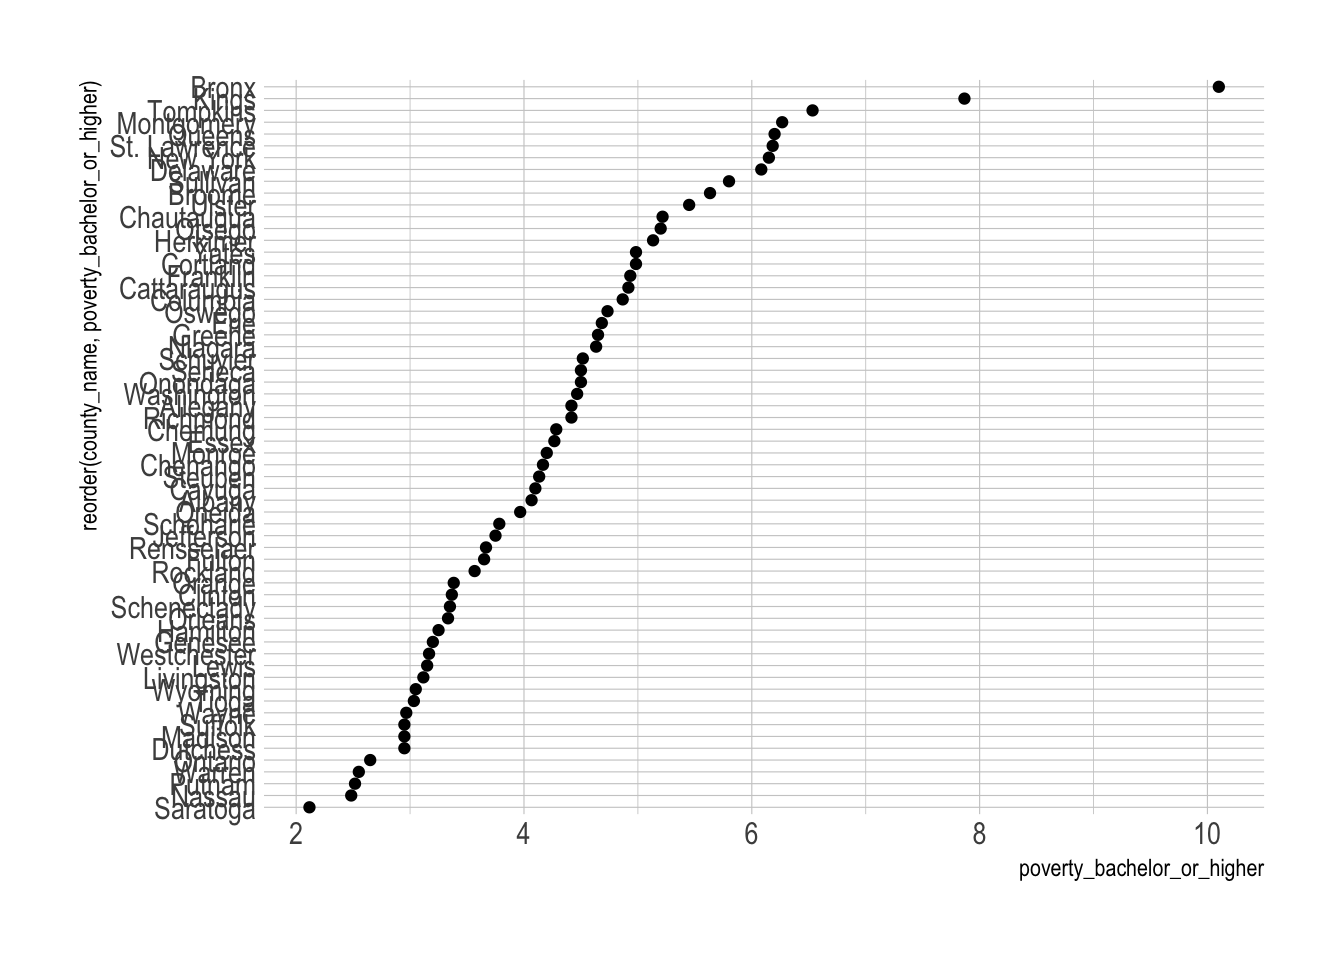 reorder(county_name, poverty_bachelor_or_higher)
Bronx
Kings
Tompkins
Montgomery
Queens
St. Lawrence
New York
Delaware
Sullivan
Broome
Ulster
Chautauqua
Otsego
Herkimer
Yates
Cortland
Franklin
Cattaraugus
Columbia
Oswego
Erie
Greene
Niagara
Schuyler
Seneca
Onondaga
Washington
Allegany
Richmond
Chemung
Essex
Monroe
Chenango
Steuben
Cayuga
Albany
Oneida
Schoharie
Jefferson
Rensselaer
Fulton
Rockland
Orange
Clinton
Schenectady
Orleans
Hamilton
Genesee
Westchester
Lewis
Livingston
Wyoming
Tioga
Wayne
Suffolk
Madison
Dutchess
Ontario
Warren
Putnam
Nassau
Saratoga
2 4 6 8 10
poverty_bachelor_or_higher